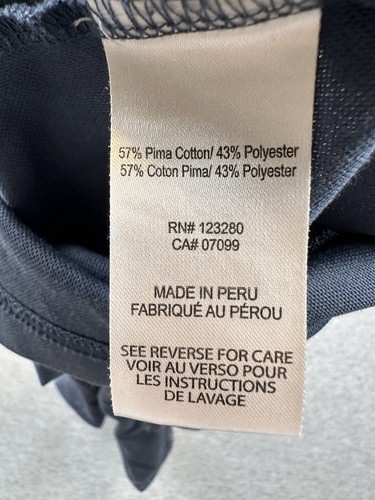 57% Pima Cotton/ 43% Polyester
57% Coton Pima/ 43% Polyester
RN# 123280
CA# 07099
MADE IN PERU
FABRIQUÉ AU PÉROU
SEE REVERSE FOR CARE
VOIR AU VERSO POUR
LES INSTRUCTIONS
DE LAVAGE